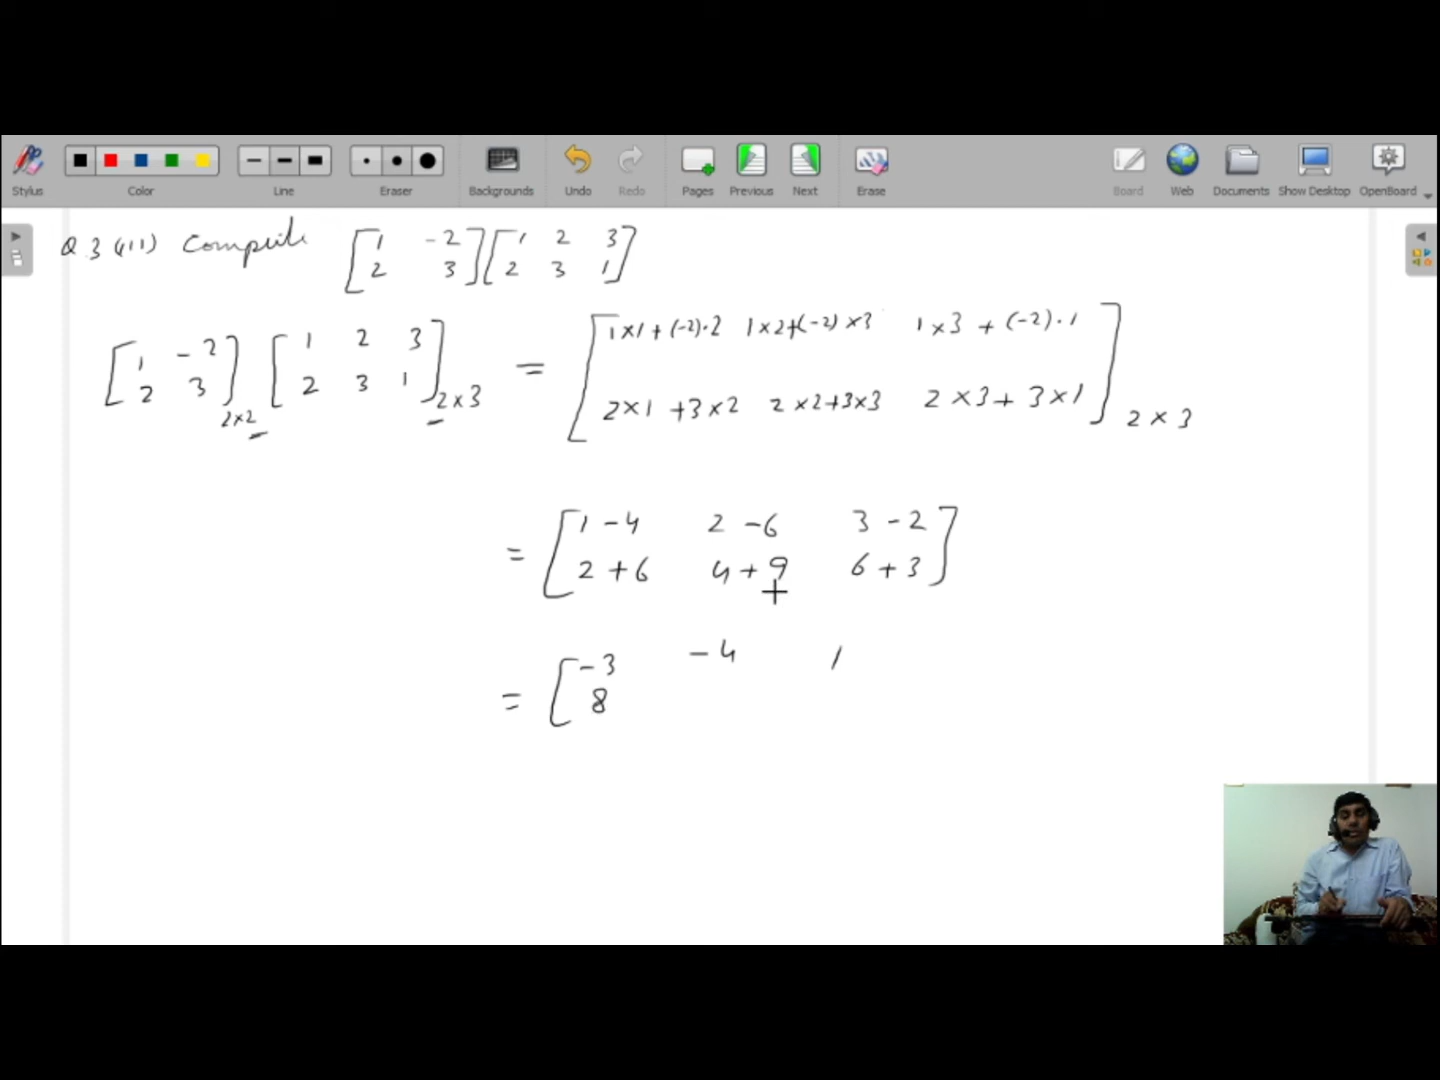 Stylus Color Line Eraser Backgrounds Undo Redo Pages Previous Next Erase Board Web Documents Show Desktop OpenBoard
Q.3 (ii) Compute [1 -2] [1 2 3]
[2 3] [2 3 1]
[1 -2] [1 2 3] = [1×1+(-2)·2 1×2+(-2)×3 1×3+(-2)·1]
[2 3]2×2 [2 3 1]2×3 [2×1+3×2 2×2+3×3 2×3+3×1]2×3
= [1-4 2-6 3-2]
[2+6 4+9 6+3]
= [-3 -4 1
[8